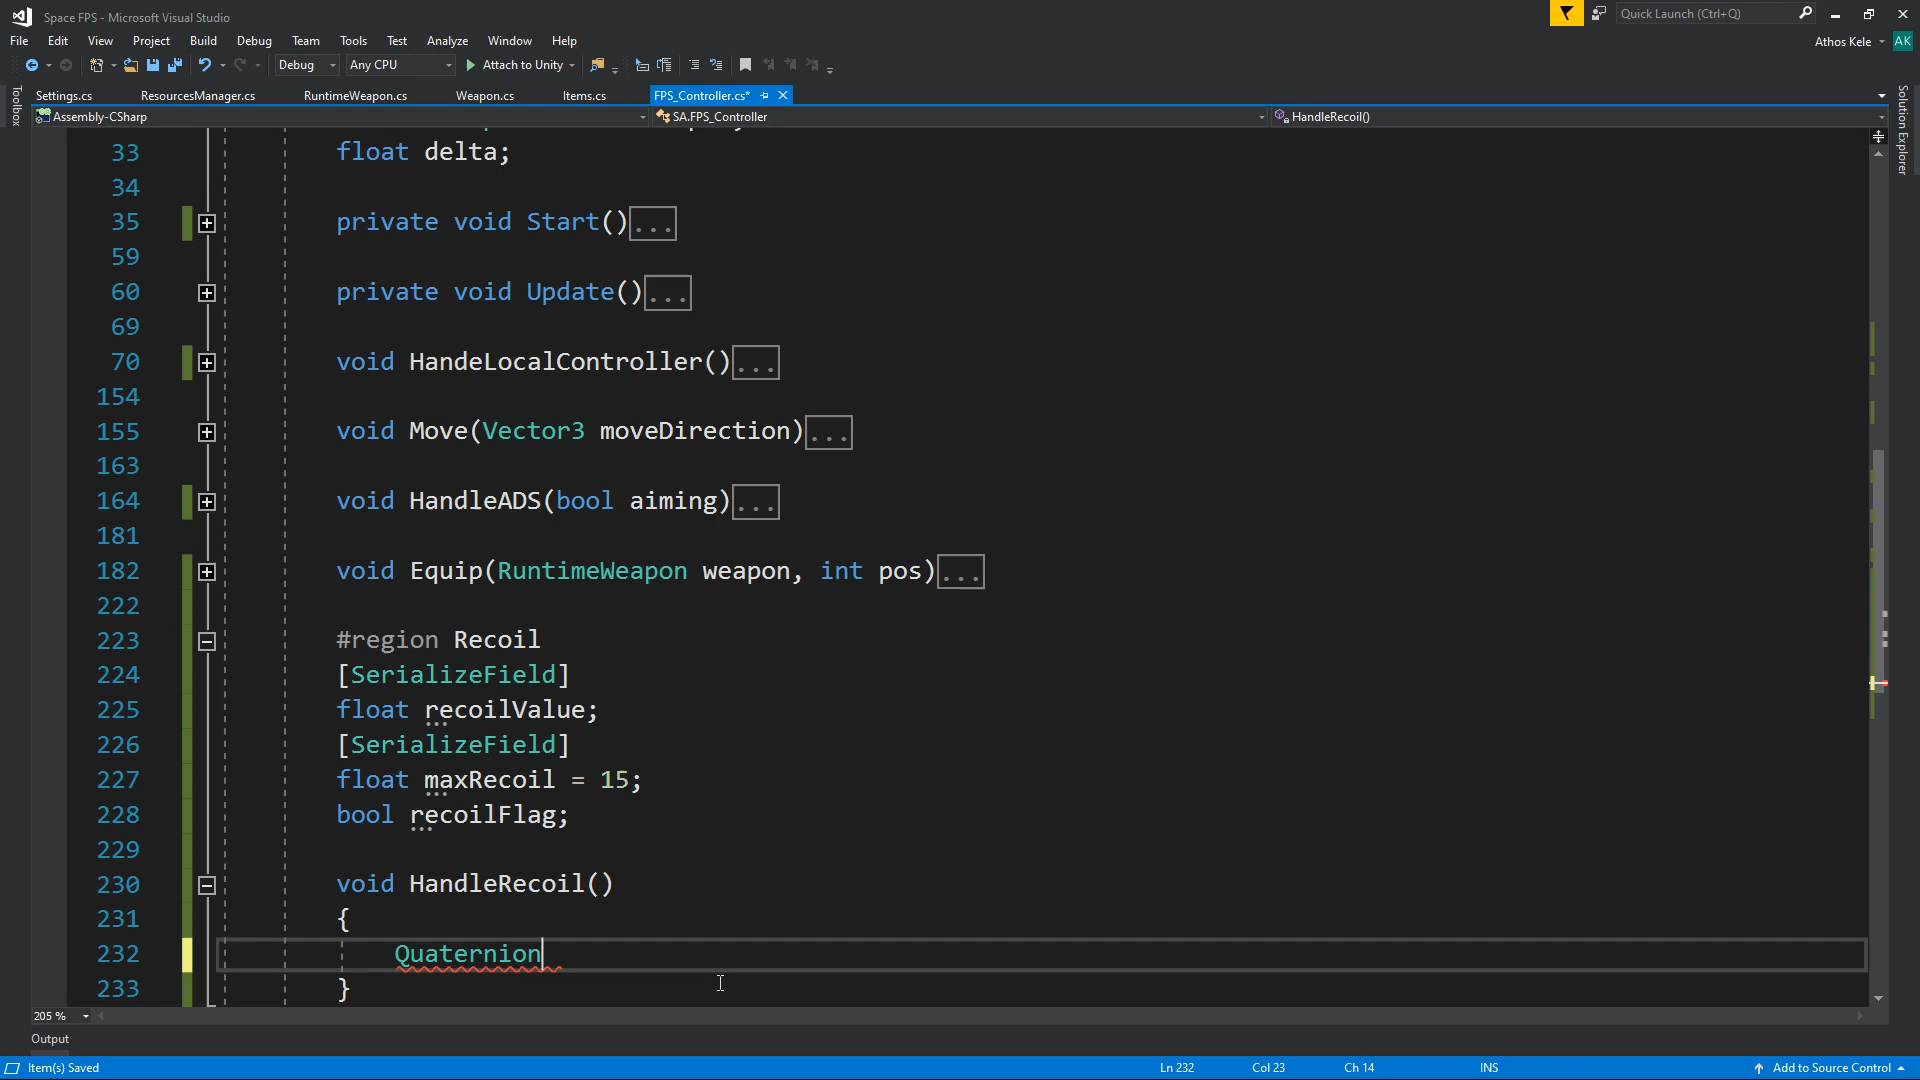 Space FPS - Microsoft Visual Studio
Quick Launch (Ctrl+Q)
File Edit View Project Build Debug Team Tools Test Analyze Window Help
Athos Kele AK
Debug Any CPU Attach to Unity
Toolbox
Settings.cs ResourcesManager.cs RuntimeWeapon.cs Weapon.cs Items.cs FPS_Controller.cs*
Solution Explorer
Assembly-CSharp SA.FPS_Controller HandleRecoil()
33 float delta;
34
35 private void Start()...
59
60 private void Update()...
69
70 void HandeLocalController()...
154
155 void Move(Vector3 moveDirection)...
163
164 void HandleADS(bool aiming)...
181
182 void Equip(RuntimeWeapon weapon, int pos)...
222
223 #region Recoil
224 [SerializeField]
225 float recoilValue;
226 [SerializeField]
227 float maxRecoil = 15;
228 bool recoilFlag;
229
230 void HandleRecoil()
231 {
232 Quaternion
233 }
205 %
Output
Item(s) Saved Ln 232 Col 23 Ch 14 INS Add to Source Control